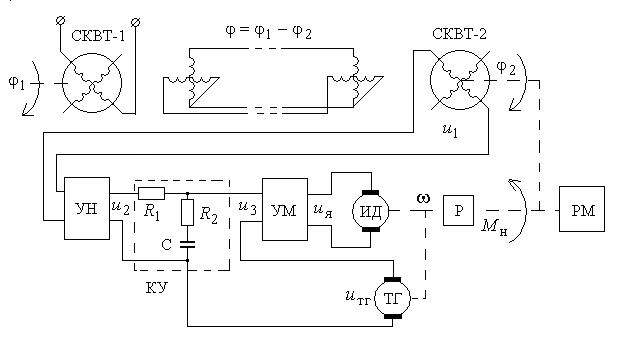 СКВТ-1
φ = φ₁ − φ₂
СКВТ-2
φ₁
φ₂
u₁
УН
u₂
R₁
R₂
C
КУ
u₃
УМ
uя
ИД
ω
Р
Mн
РМ
uтг
ТГ